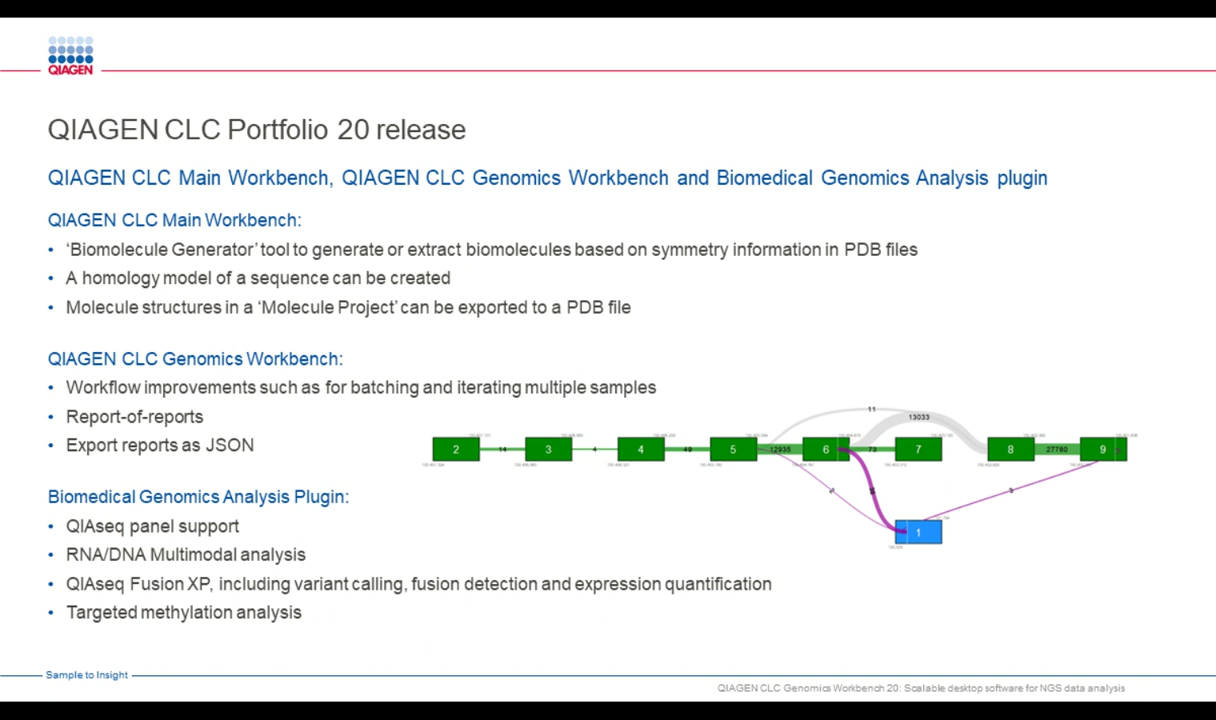 QIAGEN
QIAGEN CLC Portfolio 20 release
QIAGEN CLC Main Workbench, QIAGEN CLC Genomics Workbench and Biomedical Genomics Analysis plugin
QIAGEN CLC Main Workbench:
• ‘Biomolecule Generator’ tool to generate or extract biomolecules based on symmetry information in PDB files
• A homology model of a sequence can be created
• Molecule structures in a ‘Molecule Project’ can be exported to a PDB file
QIAGEN CLC Genomics Workbench:
• Workflow improvements such as for batching and iterating multiple samples
• Report-of-reports
• Export reports as JSON
11
13033
2 14 3 4 4 49 5 12935 6 73 7 8 27780 9
3
1
Biomedical Genomics Analysis Plugin:
• QIAseq panel support
• RNA/DNA Multimodal analysis
• QIAseq Fusion XP, including variant calling, fusion detection and expression quantification
• Targeted methylation analysis
Sample to Insight
QIAGEN CLC Genomics Workbench 20: Scalable desktop software for NGS data analysis